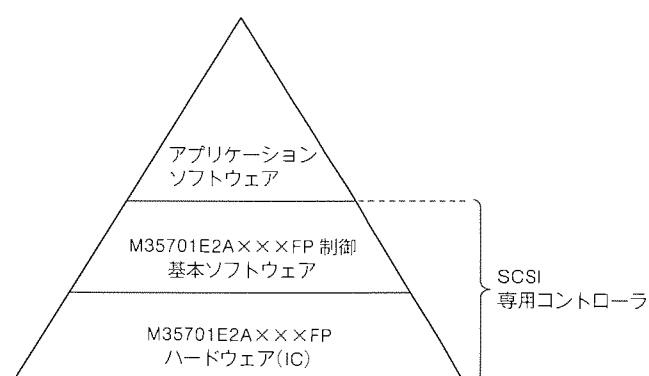 アプリケーション
ソフトウェア
M35701E2A×××FP 制御
基本ソフトウェア
SCSI
専用コントローラ
M35701E2A×××FP
ハードウェア(IC)